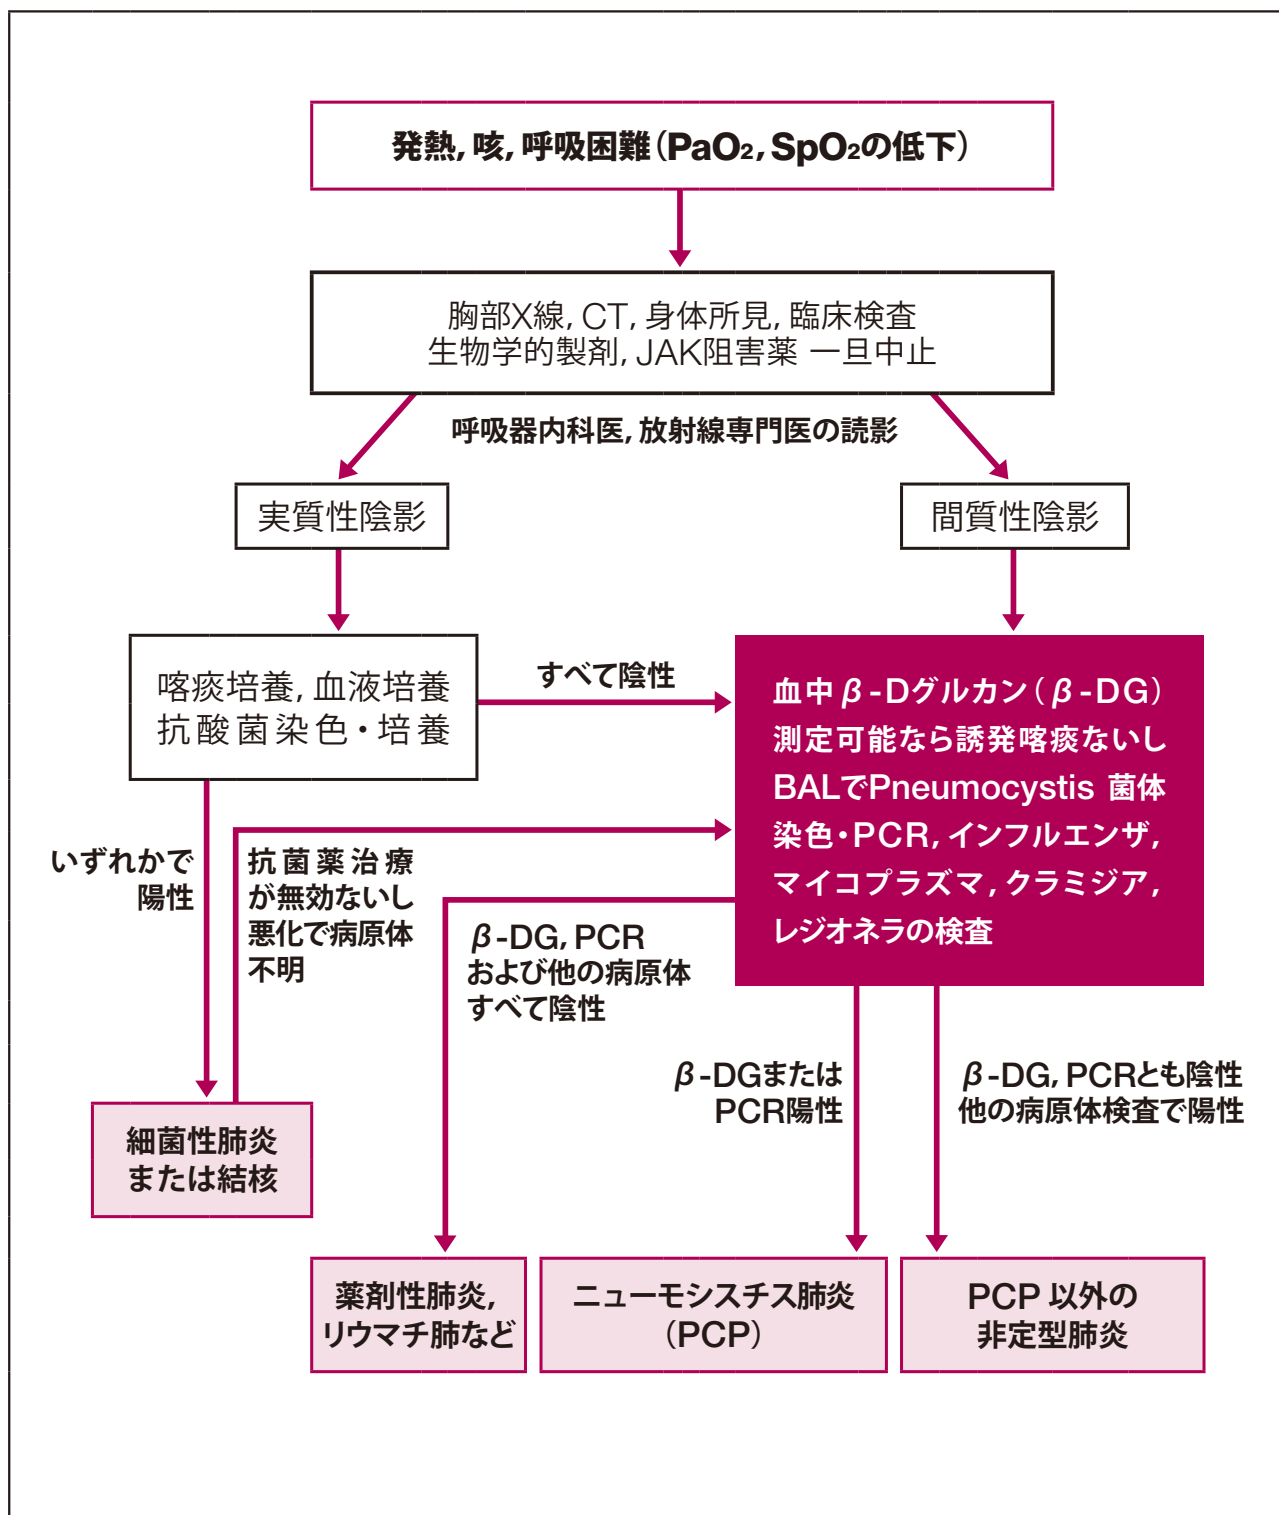 発熱, 咳, 呼吸困難（PaO₂, SpO₂の低下）
胸部X線, CT, 身体所見, 臨床検査
生物学的製剤, JAK阻害薬 一旦中止
呼吸器内科医, 放射線専門医の読影
実質性陰影
間質性陰影
喀痰培養, 血液培養
抗酸菌染色・培養
すべて陰性
血中β-Dグルカン（β-DG）
測定可能なら誘発喀痰ないし
BALでPneumocystis 菌体
染色・PCR, インフルエンザ,
マイコプラズマ, クラミジア,
レジオネラの検査
いずれかで
陽性
抗菌薬治療
が無効ないし
悪化で病原体
不明
β-DG, PCR
および他の病原体
すべて陰性
β-DGまたは
PCR陽性
β-DG, PCRとも陰性
他の病原体検査で陽性
細菌性肺炎
または結核
薬剤性肺炎,
リウマチ肺など
ニューモシスチス肺炎
（PCP）
PCP 以外の
非定型肺炎